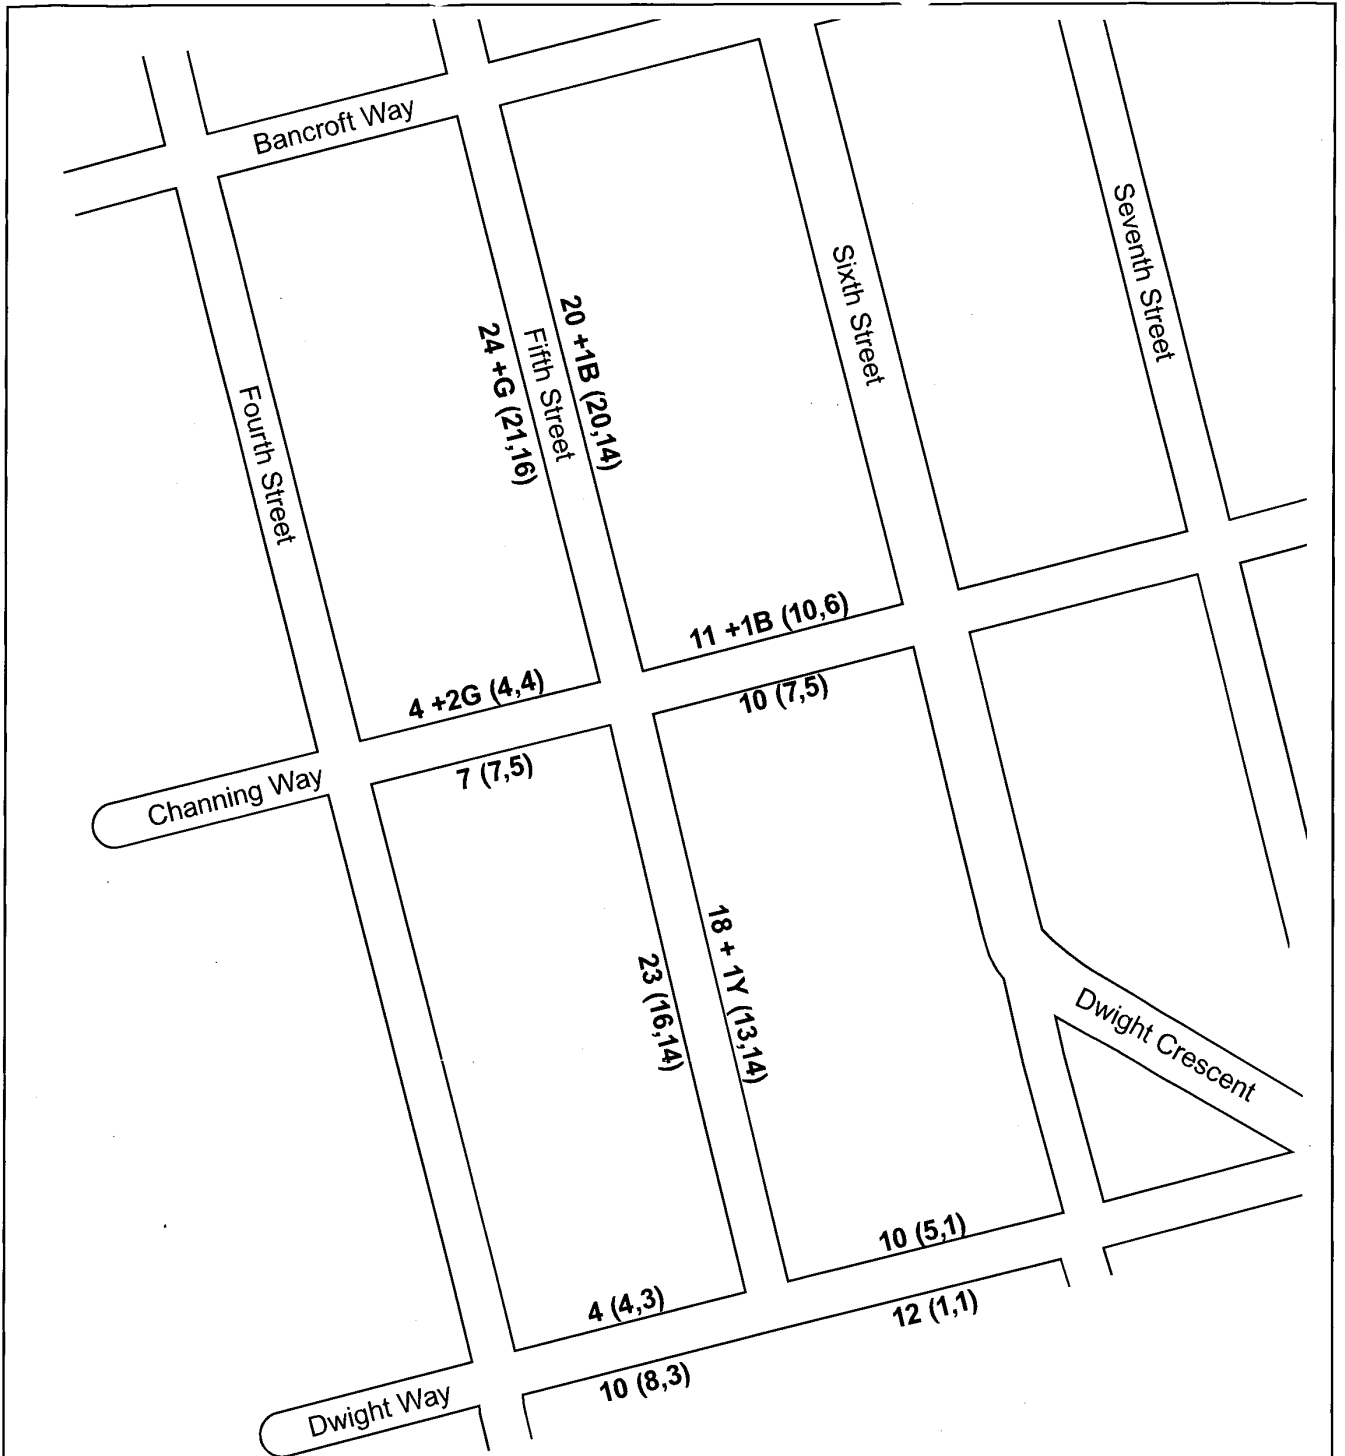 Bancroft Way
Seventh Street
Sixth Street
20 +1B (20,14)
Fifth Street
24 +G (21,16)
Fourth Street
11 +1B (10,6)
4 +2G (4,4)
10 (7,5)
7 (7,5)
Channing Way
18 + 1Y (13,14)
23 (16,14)
Dwight Crescent
10 (5,1)
4 (4,3)
12 (1,1)
10 (8,3)
Dwight Way